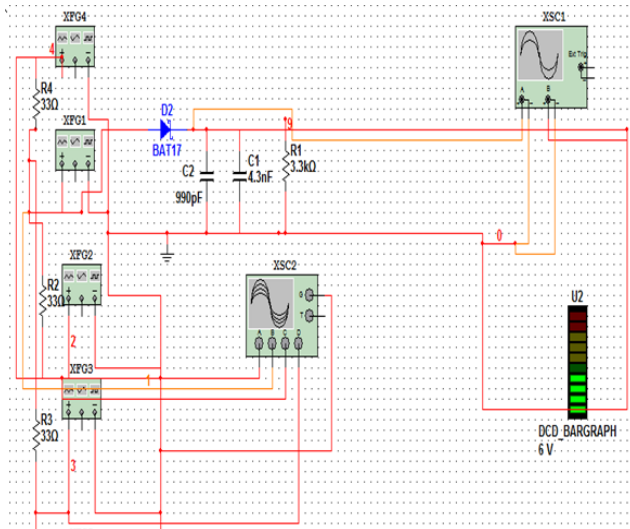 XFG4
XSC1
4
Ext Trig
R4
33Ω
D2
A
B
XFG1
9
BAT17
R1
3.3kΩ
C2
C1
4.3nF
990pF
0
XFG2
XSC2
R2
33Ω
G
T
U2
2
A
B
C
D
1
XFG3
R3
33Ω
DCD_BARGRAPH
6 V
3